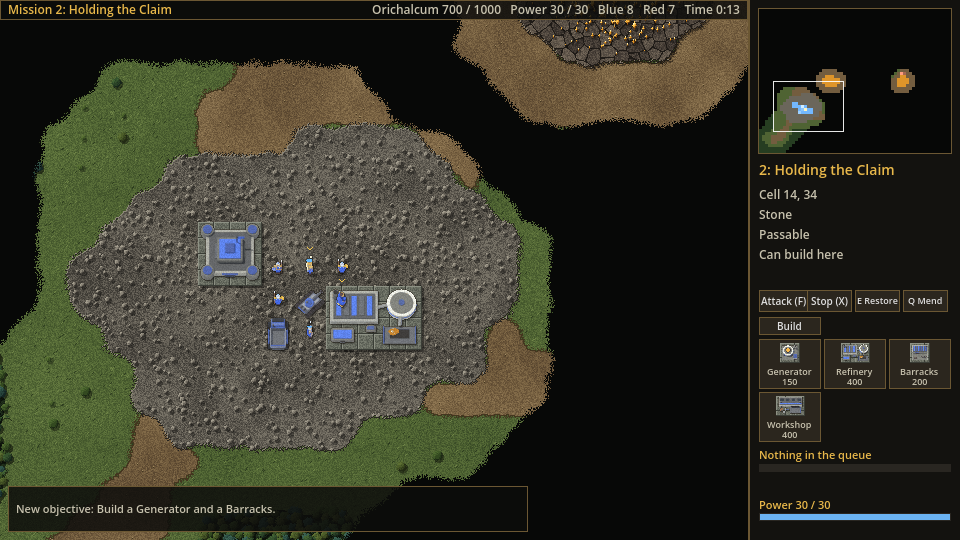 Mission 2: Holding the Claim
Orichalcum 700 / 1000 Power 30 / 30 Blue 8 Red 7 Time 0:13
2: Holding the Claim
Cell 14, 34
Stone
Passable
Can build here
Attack (F) Stop (X) E Restore Q Mend
Build
Generator Refinery Barracks
150 400 200
Workshop
400
Nothing in the queue
Power 30 / 30
New objective: Build a Generator and a Barracks.